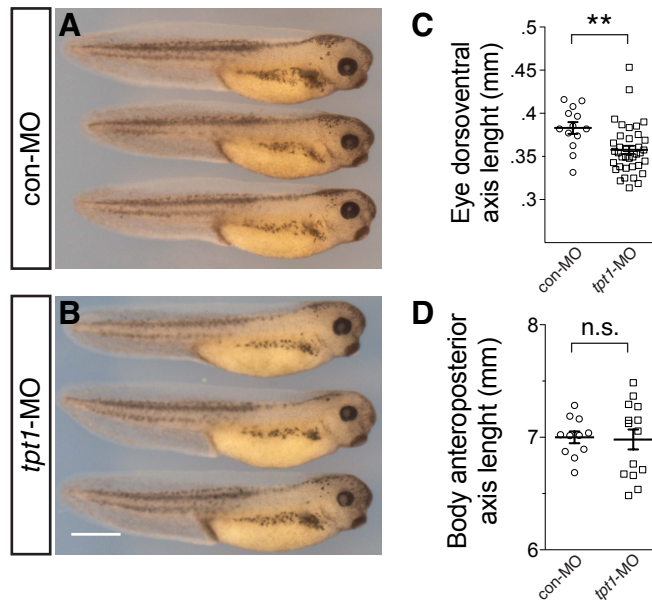 A
con-MO
B
tpt1-MO
C
**
Eye dorsoventral
axis lenght (mm)
.5
.45
.4
.35
.3
con-MO
tpt1-MO
D
n.s.
Body anteroposterior
axis lenght (mm)
8
7
6
con-MO
tpt1-MO